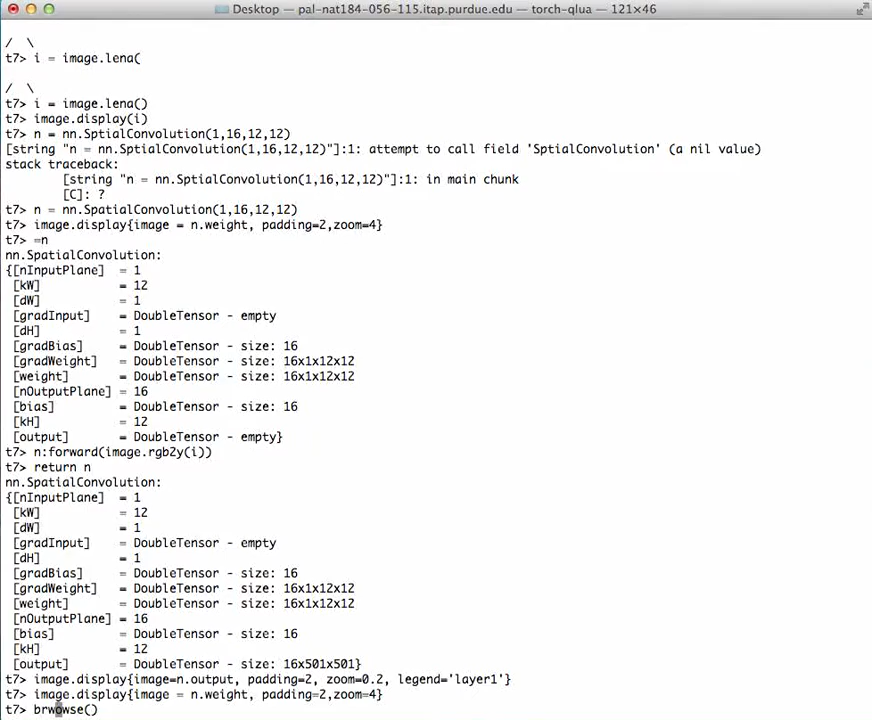 Desktop — pal-nat184-056-115.itap.purdue.edu — torch-qlua — 121×46
/  \
t7> i = image.lena(
/  \
t7> i = image.lena()
t7> image.display(i)
t7> n = nn.SptialConvolution(1,16,12,12)
[string "n = nn.SptialConvolution(1,16,12,12)"]:1: attempt to call field 'SptialConvolution' (a nil value)
stack traceback:
[string "n = nn.SptialConvolution(1,16,12,12)"]:1: in main chunk
[C]: ?
t7> n = nn.SpatialConvolution(1,16,12,12)
t7> image.display{image = n.weight, padding=2,zoom=4}
t7> =n
nn.SpatialConvolution:
{[nInputPlane]  = 1
[kW]           = 12
[dW]           = 1
[gradInput]    = DoubleTensor - empty
[dH]           = 1
[gradBias]     = DoubleTensor - size: 16
[gradWeight]   = DoubleTensor - size: 16x1x12x12
[weight]       = DoubleTensor - size: 16x1x12x12
[nOutputPlane] = 16
[bias]         = DoubleTensor - size: 16
[kH]           = 12
[output]       = DoubleTensor - empty}
t7> n:forward(image.rgb2y(i))
t7> return n
nn.SpatialConvolution:
{[nInputPlane]  = 1
[kW]           = 12
[dW]           = 1
[gradInput]    = DoubleTensor - empty
[dH]           = 1
[gradBias]     = DoubleTensor - size: 16
[gradWeight]   = DoubleTensor - size: 16x1x12x12
[weight]       = DoubleTensor - size: 16x1x12x12
[nOutputPlane] = 16
[bias]         = DoubleTensor - size: 16
[kH]           = 12
[output]       = DoubleTensor - size: 16x501x501}
t7> image.display{image=n.output, padding=2, zoom=0.2, legend='layer1'}
t7> image.display{image = n.weight, padding=2,zoom=4}
t7> brwowse()